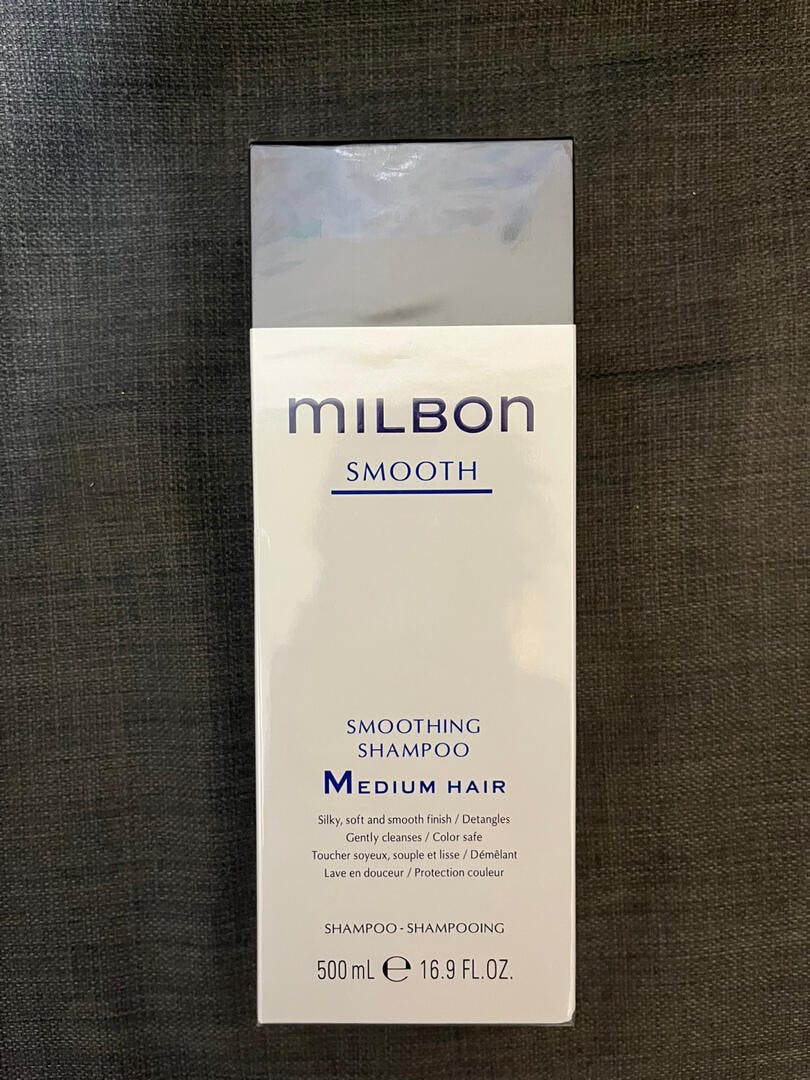 MILBON
SMOOTH
SMOOTHING
SHAMPOO
MEDIUM HAIR
Silky, soft and smooth finish / Detangles
Gently cleanses / Color safe
Toucher soyeux, souple et lisse / Démêlant
Lave en douceur / Protection couleur
SHAMPOO - SHAMPOOING
500 mL ℮ 16.9 FL.OZ.